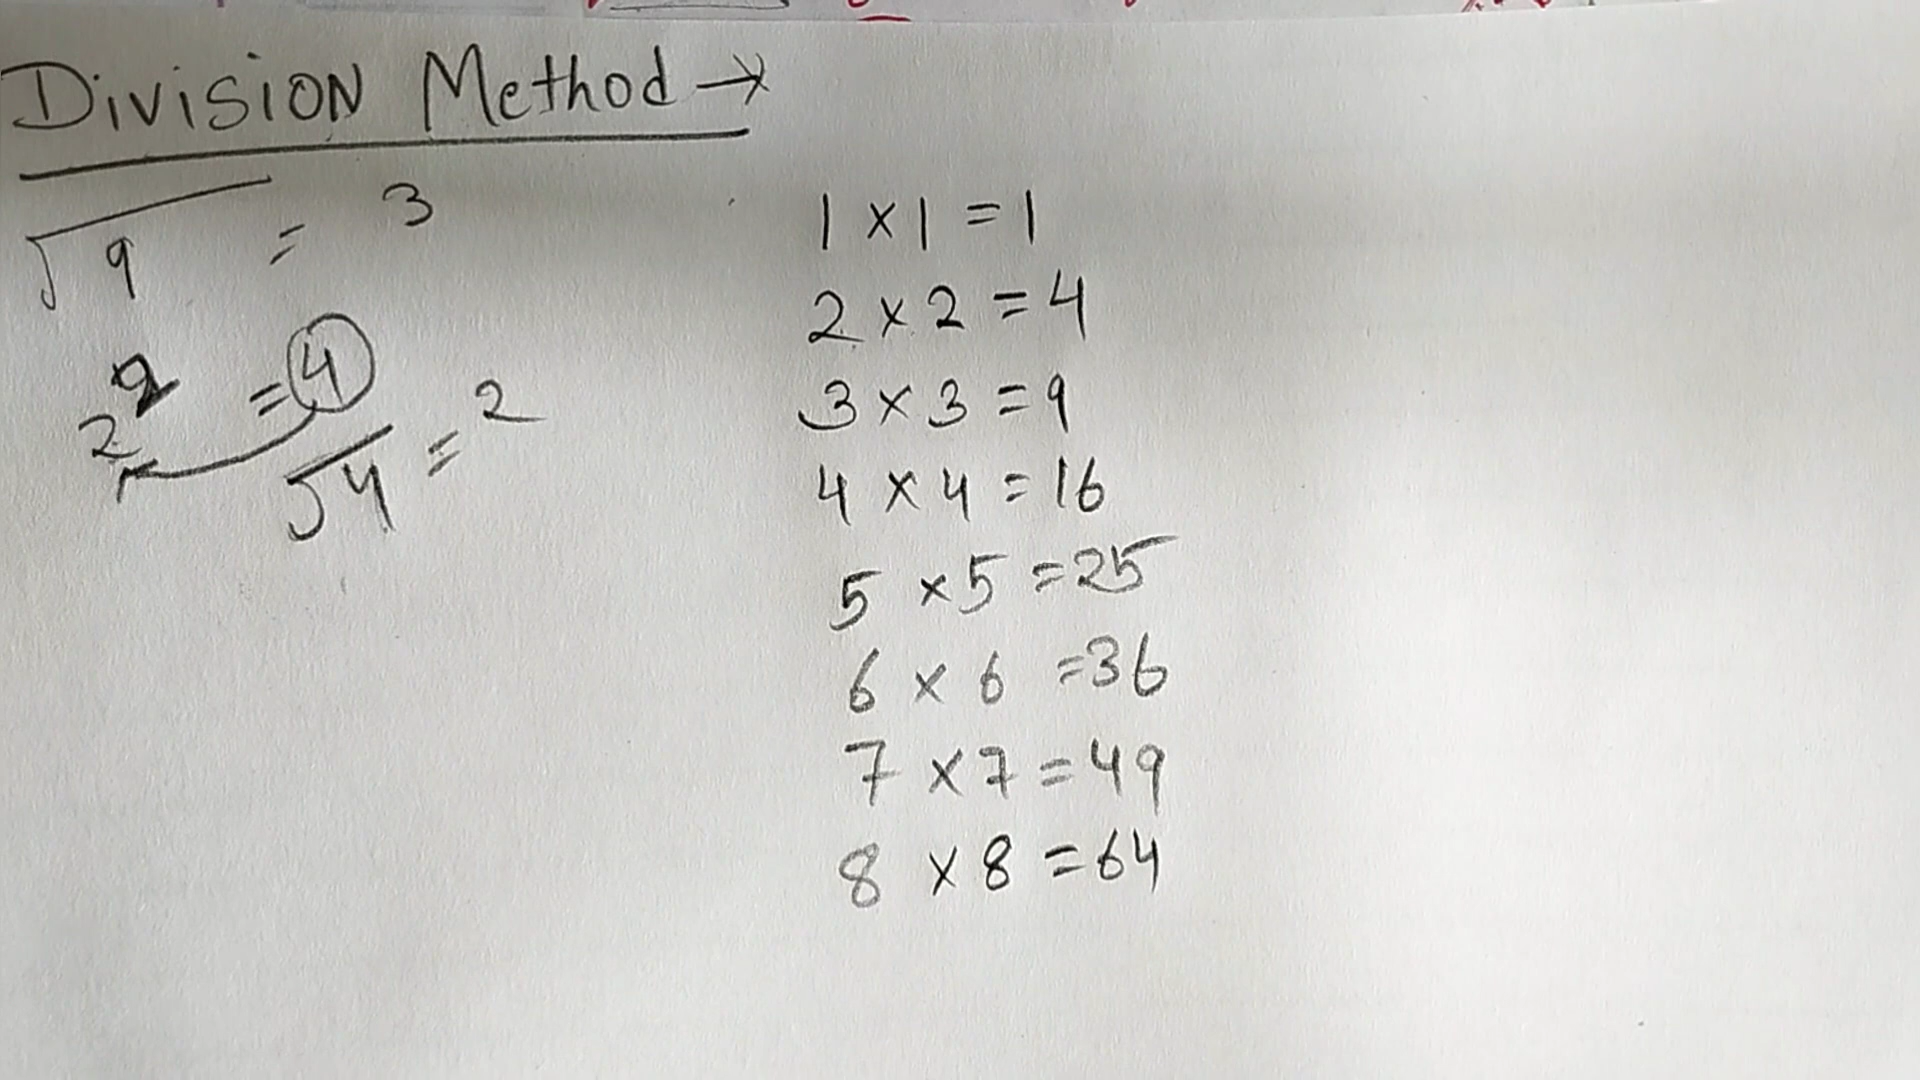 Division Method →
√9 = 3
2² = 4
√4 = 2
1 × 1 = 1
2 × 2 = 4
3 × 3 = 9
4 × 4 = 16
5 × 5 = 25
6 × 6 = 36
7 × 7 = 49
8 × 8 = 64